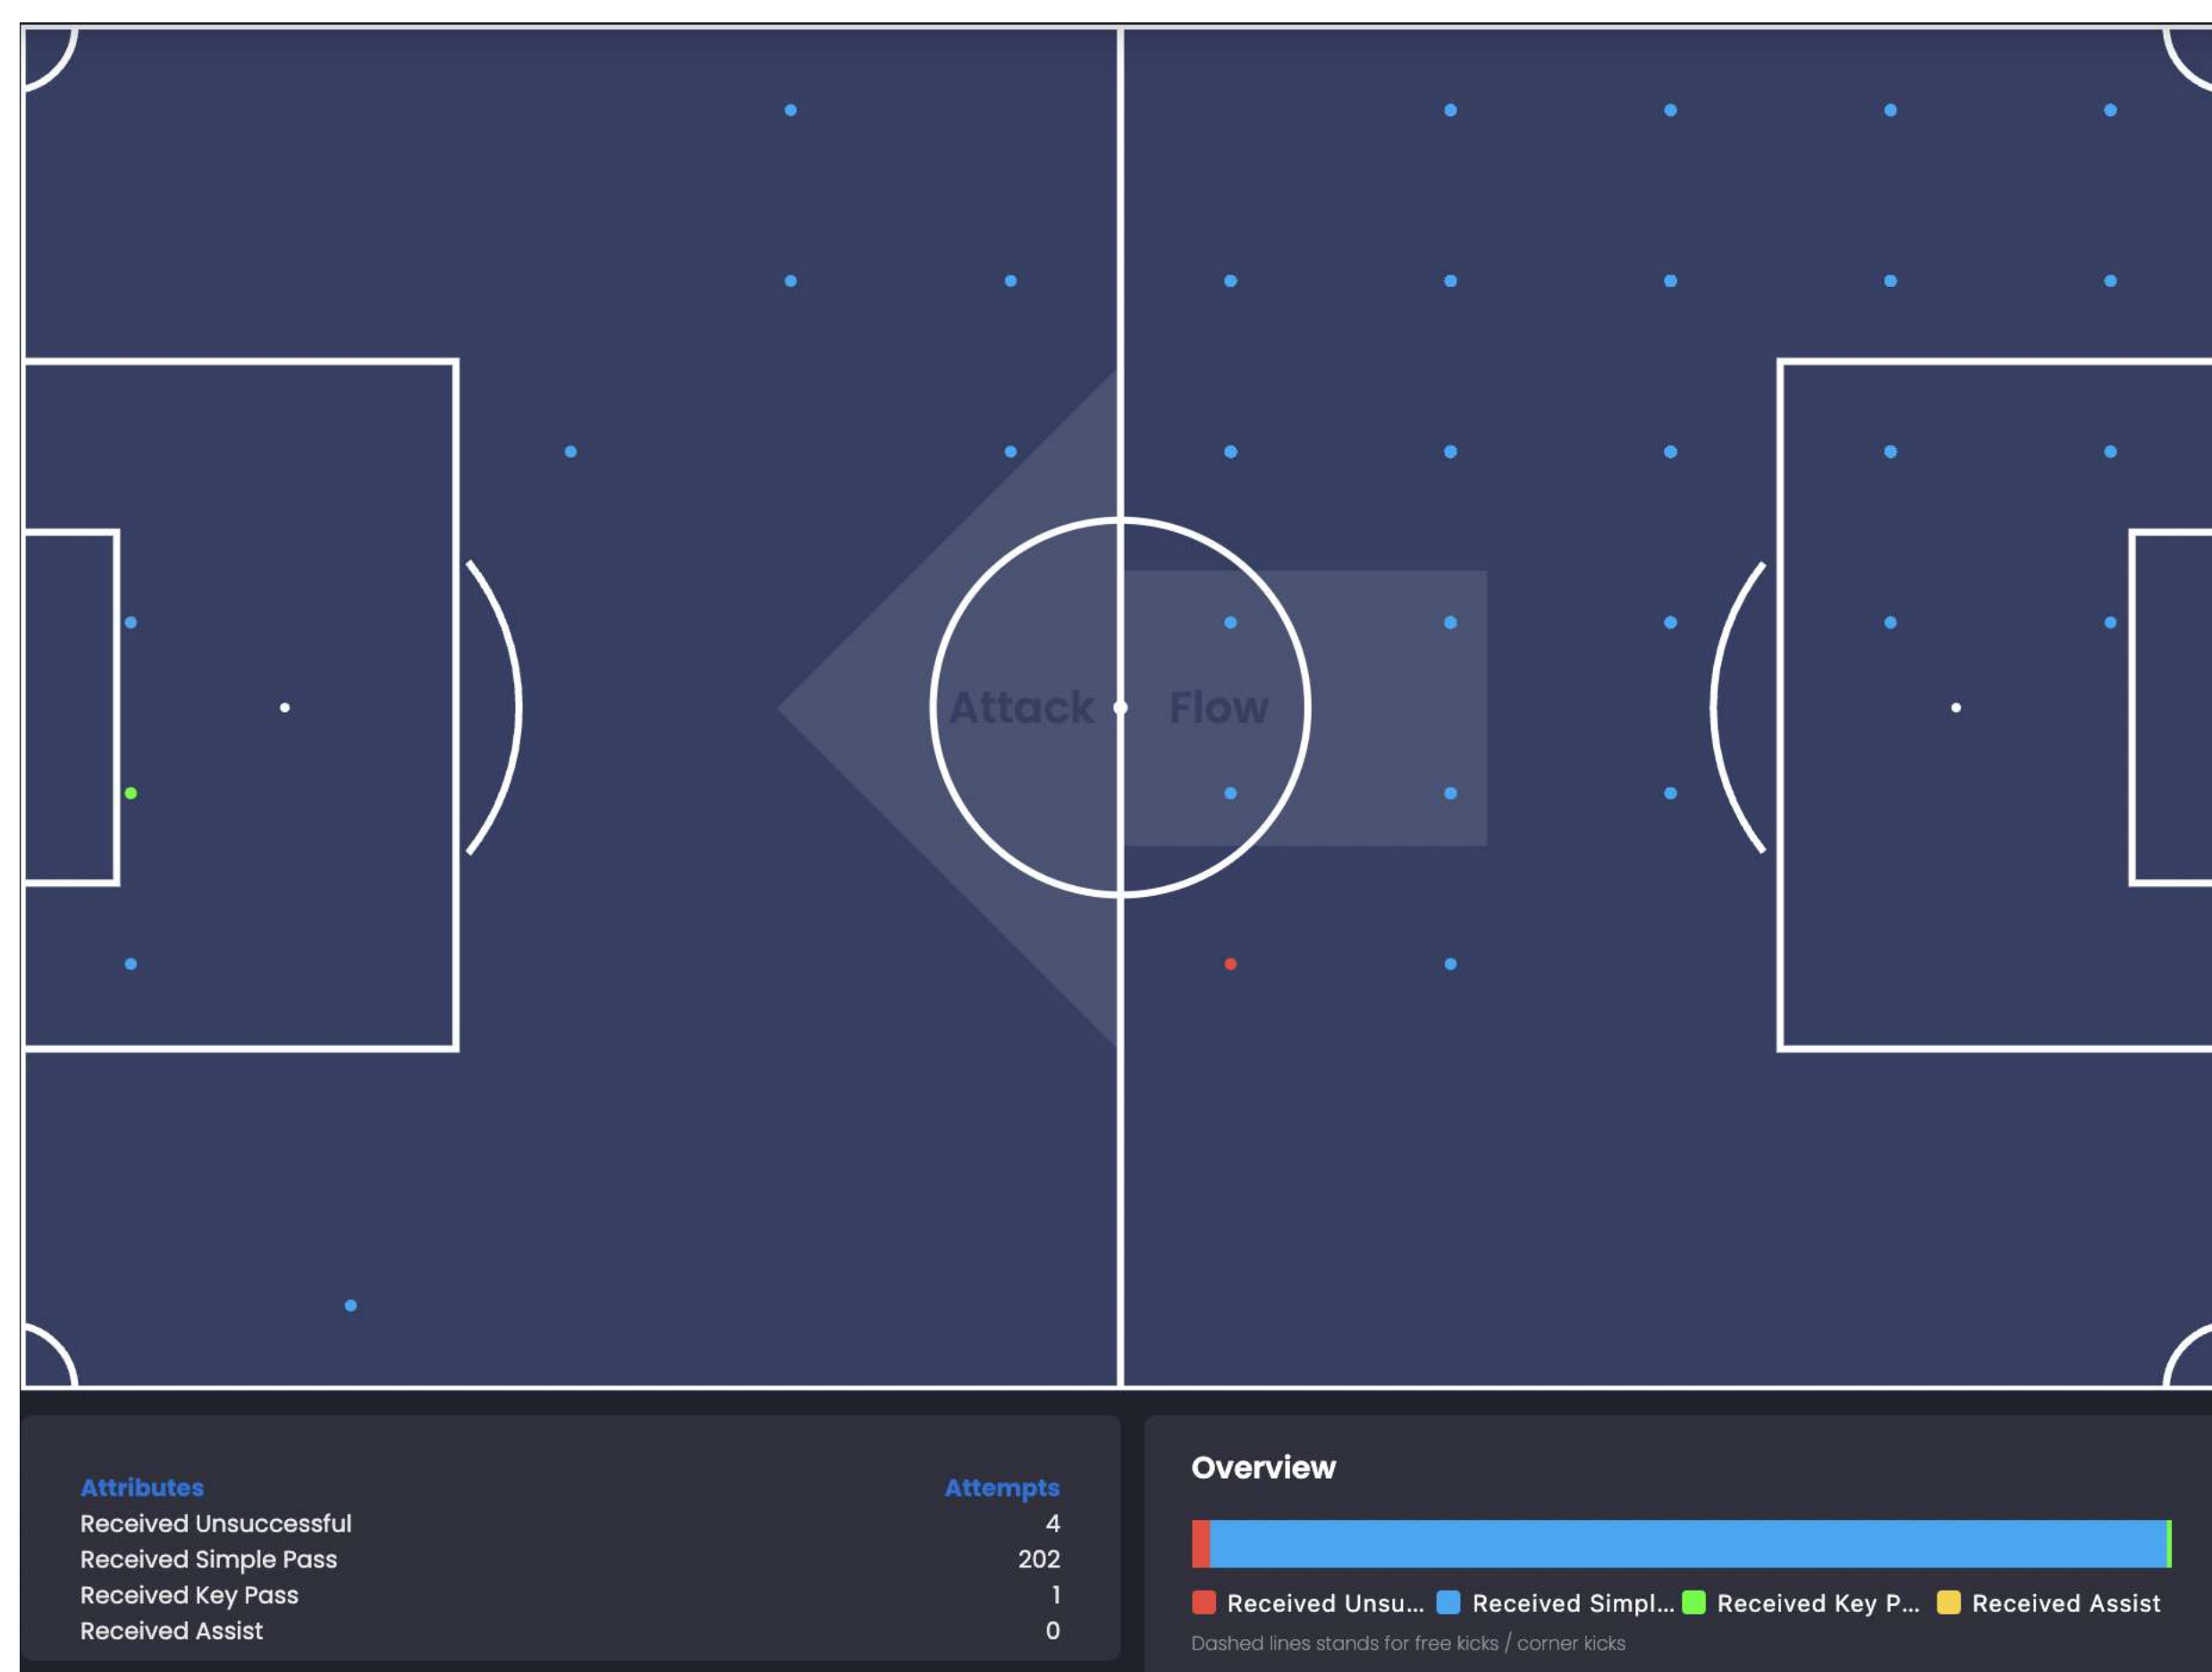 Attack Flow
Attributes Attempts
Received Unsuccessful 4
Received Simple Pass 202
Received Key Pass 1
Received Assist 0
Overview
Received Unsu... Received Simpl... Received Key P... Received Assist
Dashed lines stands for free kicks / corner kicks